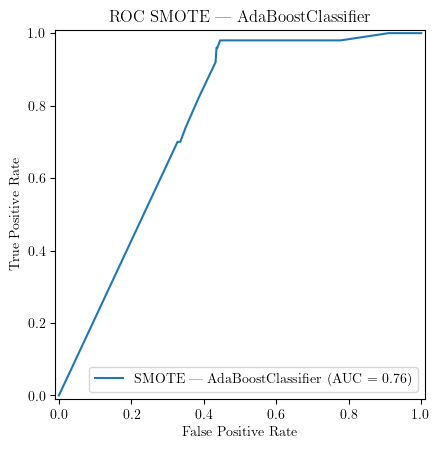 ROC SMOTE — AdaBoostClassifier
1.0
0.8
0.6
0.4
0.2
0.0
True Positive Rate
SMOTE — AdaBoostClassifier (AUC = 0.76)
0.0 0.2 0.4 0.6 0.8 1.0
False Positive Rate